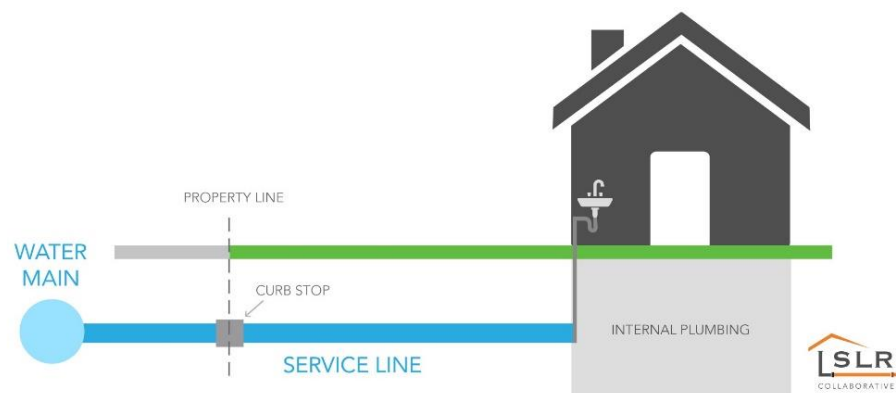 PROPERTY LINE
WATER
MAIN
CURB STOP
SERVICE LINE
INTERNAL PLUMBING
LSLR
COLLABORATIVE